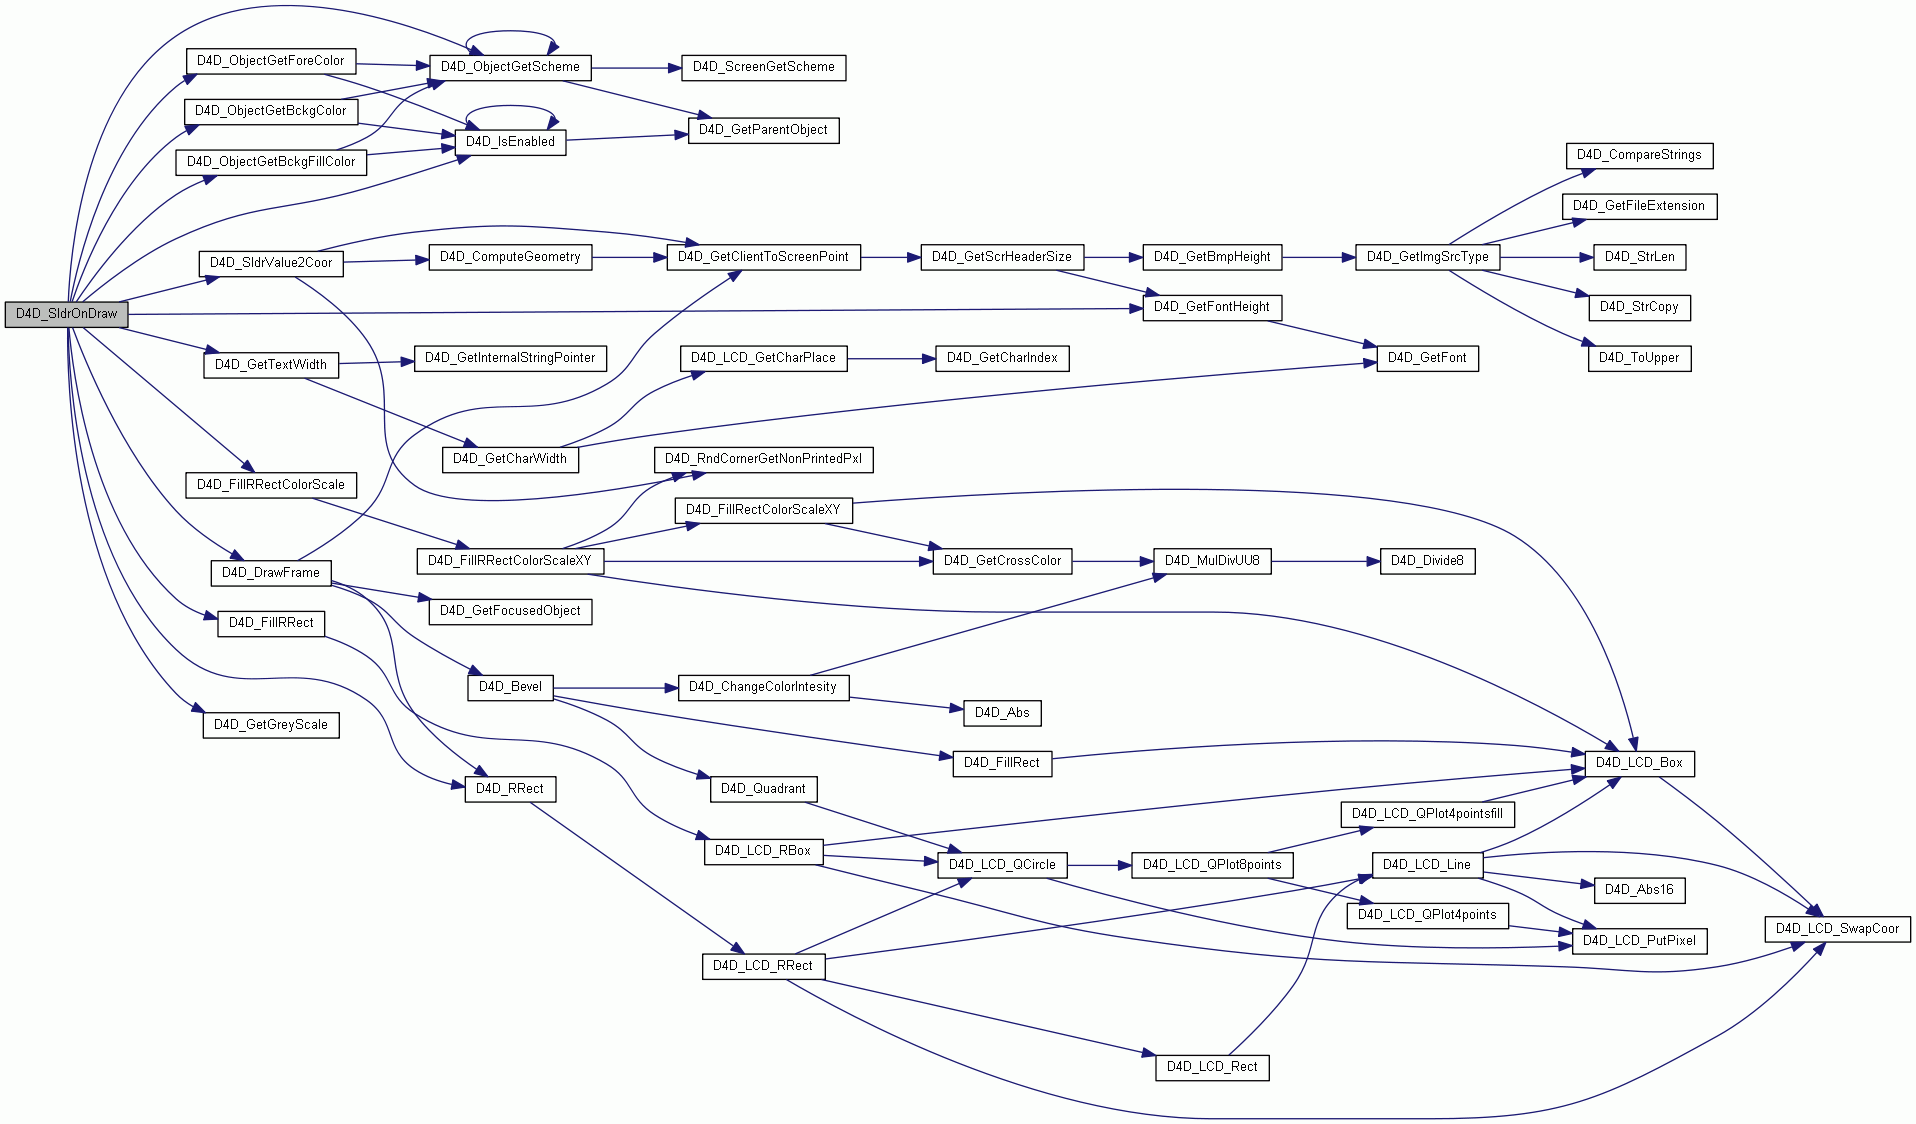 D4D_ObjectGetForeColor
D4D_ObjectGetScheme
D4D_ScreenGetScheme
D4D_ObjectGetBckgColor
D4D_GetParentObject
D4D_IsEnabled
D4D_ObjectGetBckgFillColor
D4D_CompareStrings
D4D_GetFileExtension
D4D_SldrValue2Coor
D4D_ComputeGeometry
D4D_GetClientToScreenPoint
D4D_GetScrHeaderSize
D4D_GetBmpHeight
D4D_GetImgSrcType
D4D_StrLen
D4D_SldrOnDraw
D4D_GetFontHeight
D4D_StrCopy
D4D_GetTextWidth
D4D_GetInternalStringPointer
D4D_LCD_GetCharPlace
D4D_GetCharIndex
D4D_GetFont
D4D_ToUpper
D4D_GetCharWidth
D4D_RndCornerGetNonPrintedPxl
D4D_FillRRectColorScale
D4D_FillRectColorScaleXY
D4D_FillRRectColorScaleXY
D4D_GetCrossColor
D4D_MulDivUU8
D4D_Divide8
D4D_DrawFrame
D4D_GetFocusedObject
D4D_FillRRect
D4D_Bevel
D4D_ChangeColorIntesity
D4D_Abs
D4D_GetGreyScale
D4D_FillRect
D4D_LCD_Box
D4D_RRect
D4D_Quadrant
D4D_LCD_QPlot4pointsfill
D4D_LCD_RBox
D4D_LCD_QCircle
D4D_LCD_QPlot8points
D4D_LCD_Line
D4D_Abs16
D4D_LCD_QPlot4points
D4D_LCD_SwapCoor
D4D_LCD_PutPixel
D4D_LCD_RRect
D4D_LCD_Rect